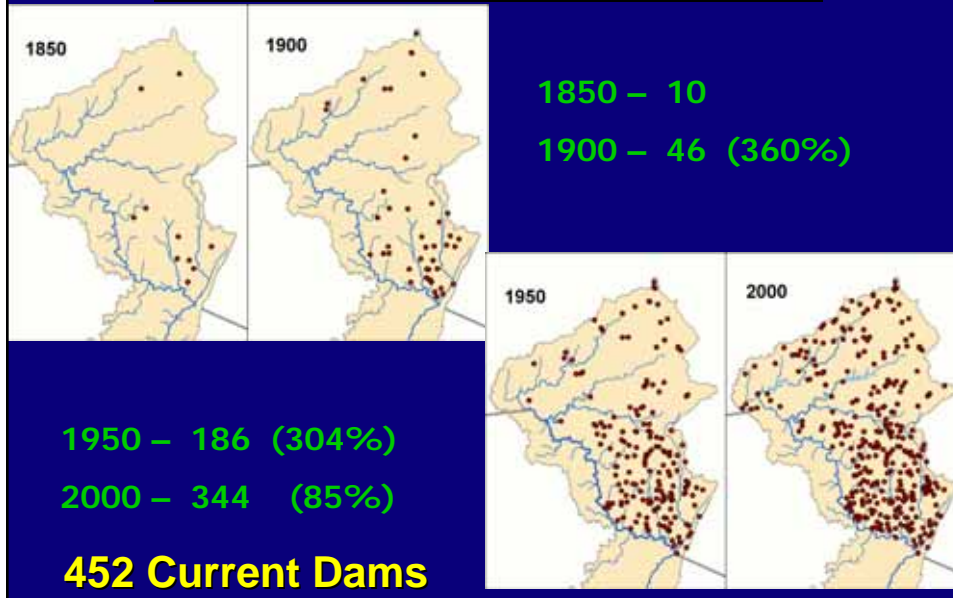 1850
1900
1850 – 10
1900 – 46 (360%)
1950
2000
1950 – 186 (304%)
2000 – 344 (85%)
452 Current Dams